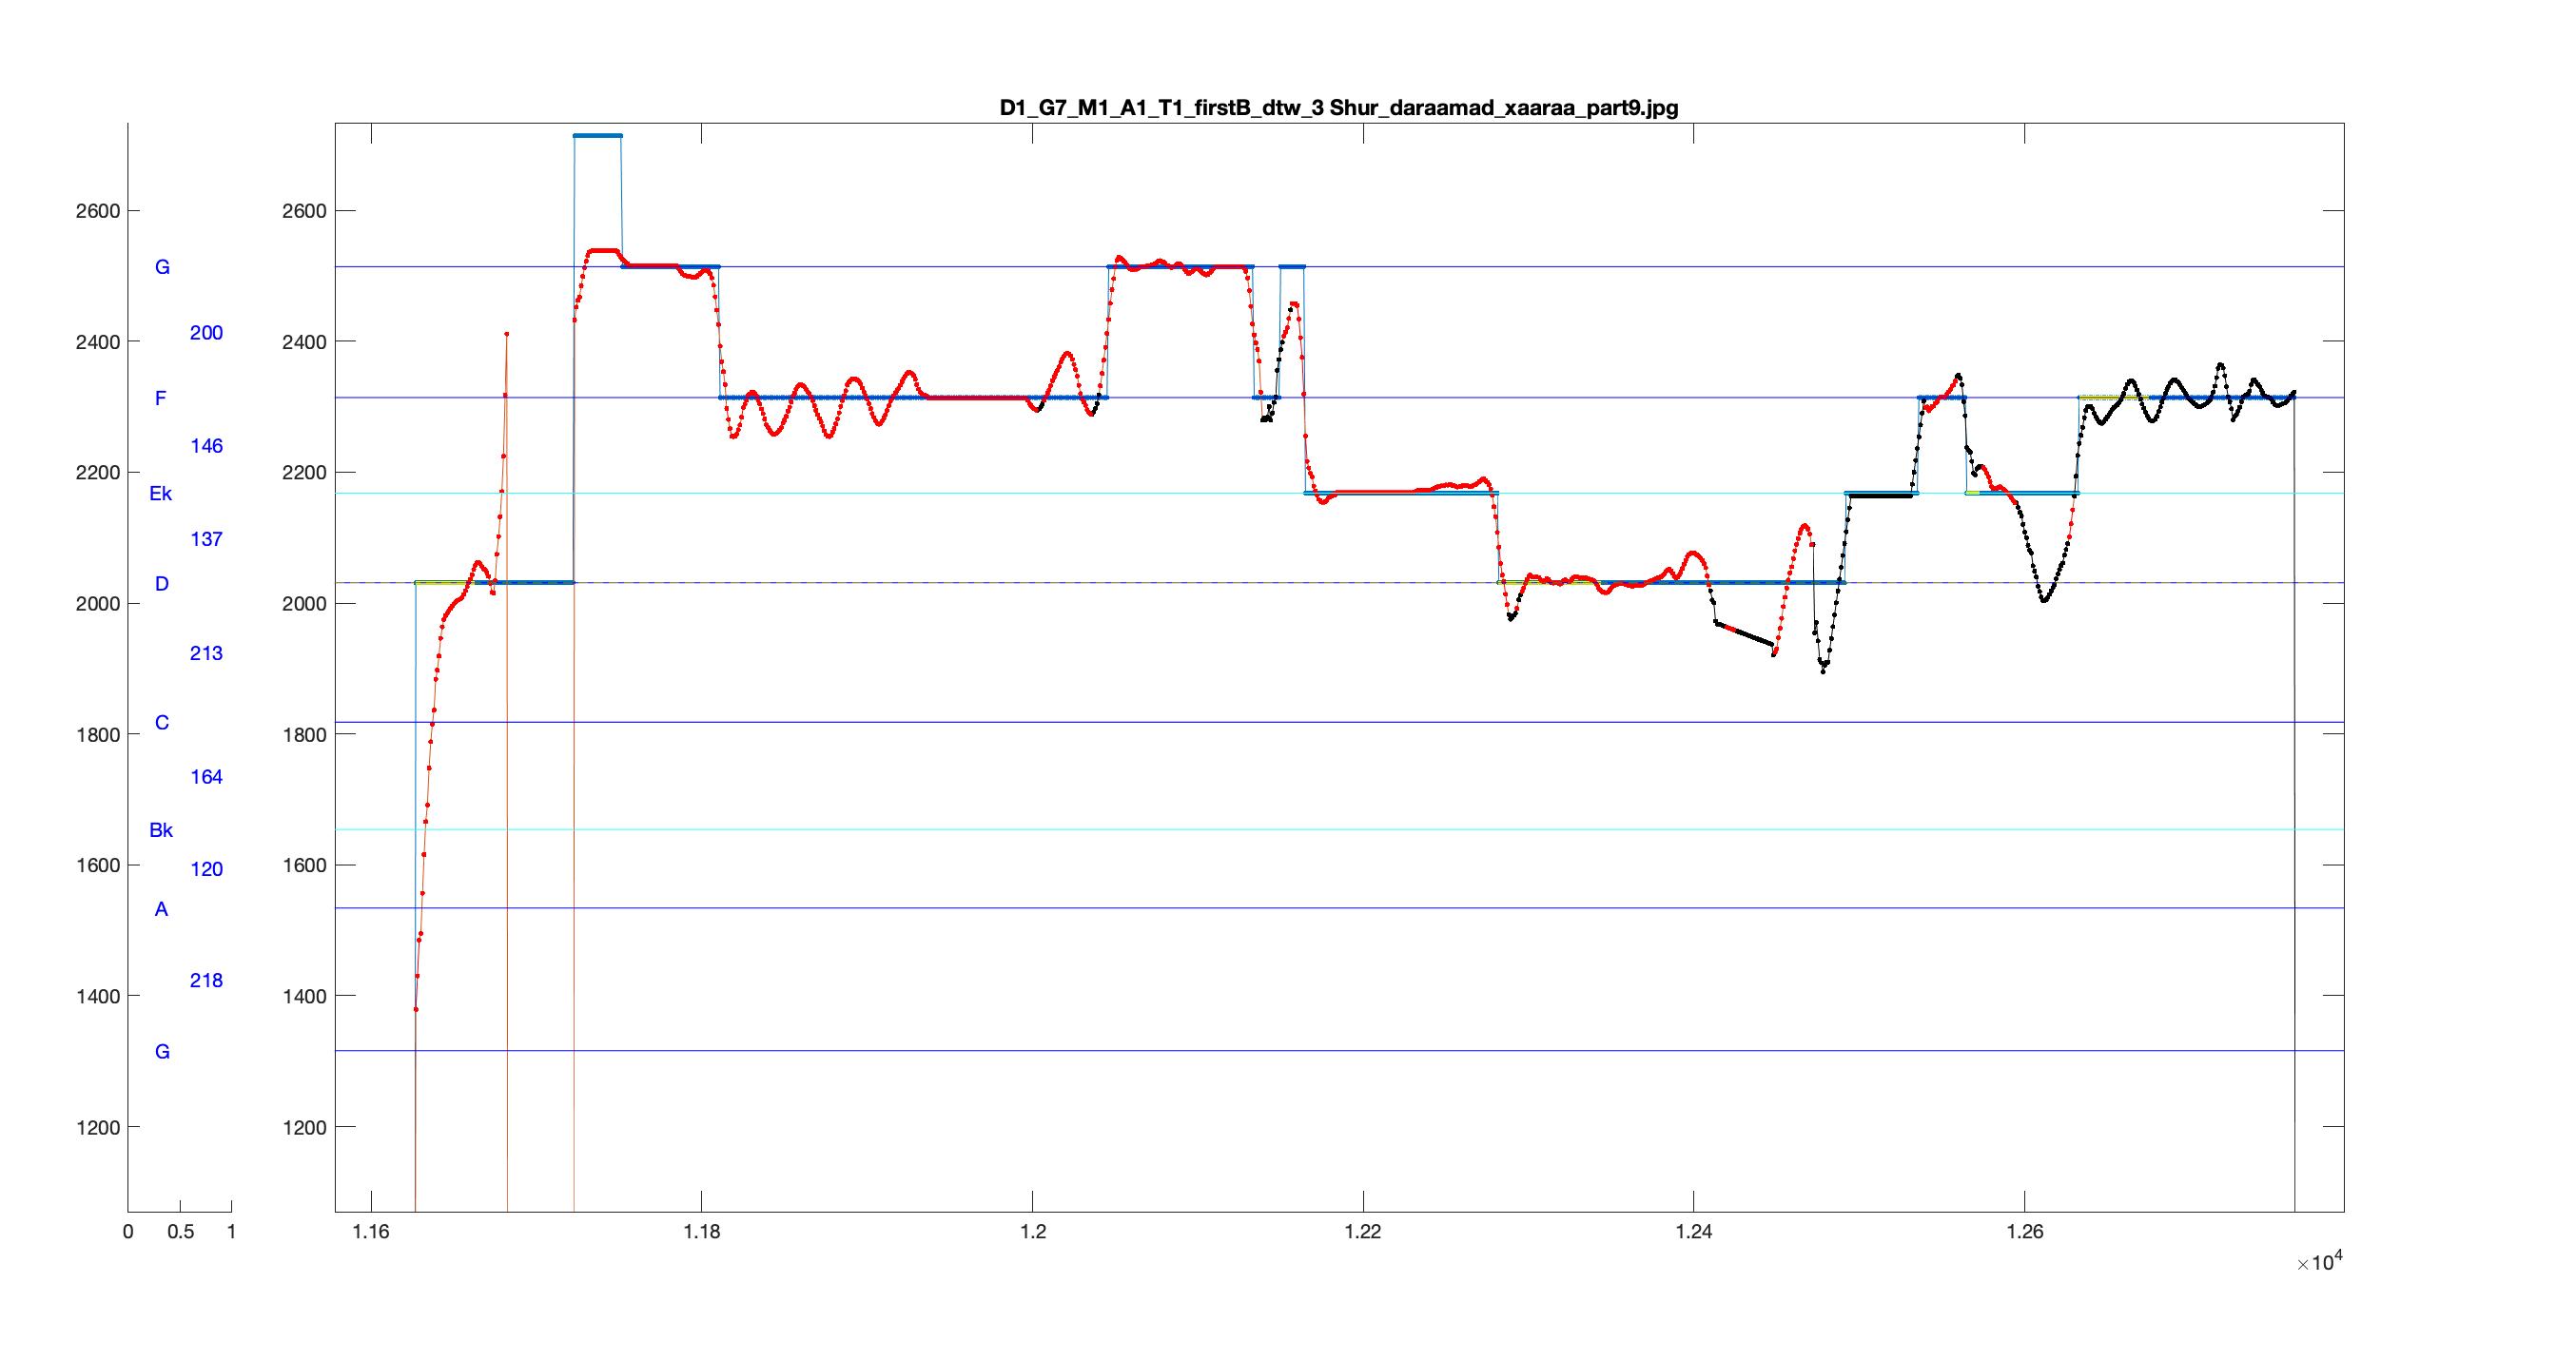 D1_G7_M1_A1_T1_firstB_dtw_3 Shur_daraamad_xaaraa_part9.jpg
2600 2600
G
200
2400 2400
F
146
2200 2200
Ek
137
D
2000 2000
213
C
1800 1800
164
Bk
1600 1600
120
A
218
1400 1400
G
1200 1200
0 0.5 1 1.16 1.18 1.2 1.22 1.24 1.26
×10⁴